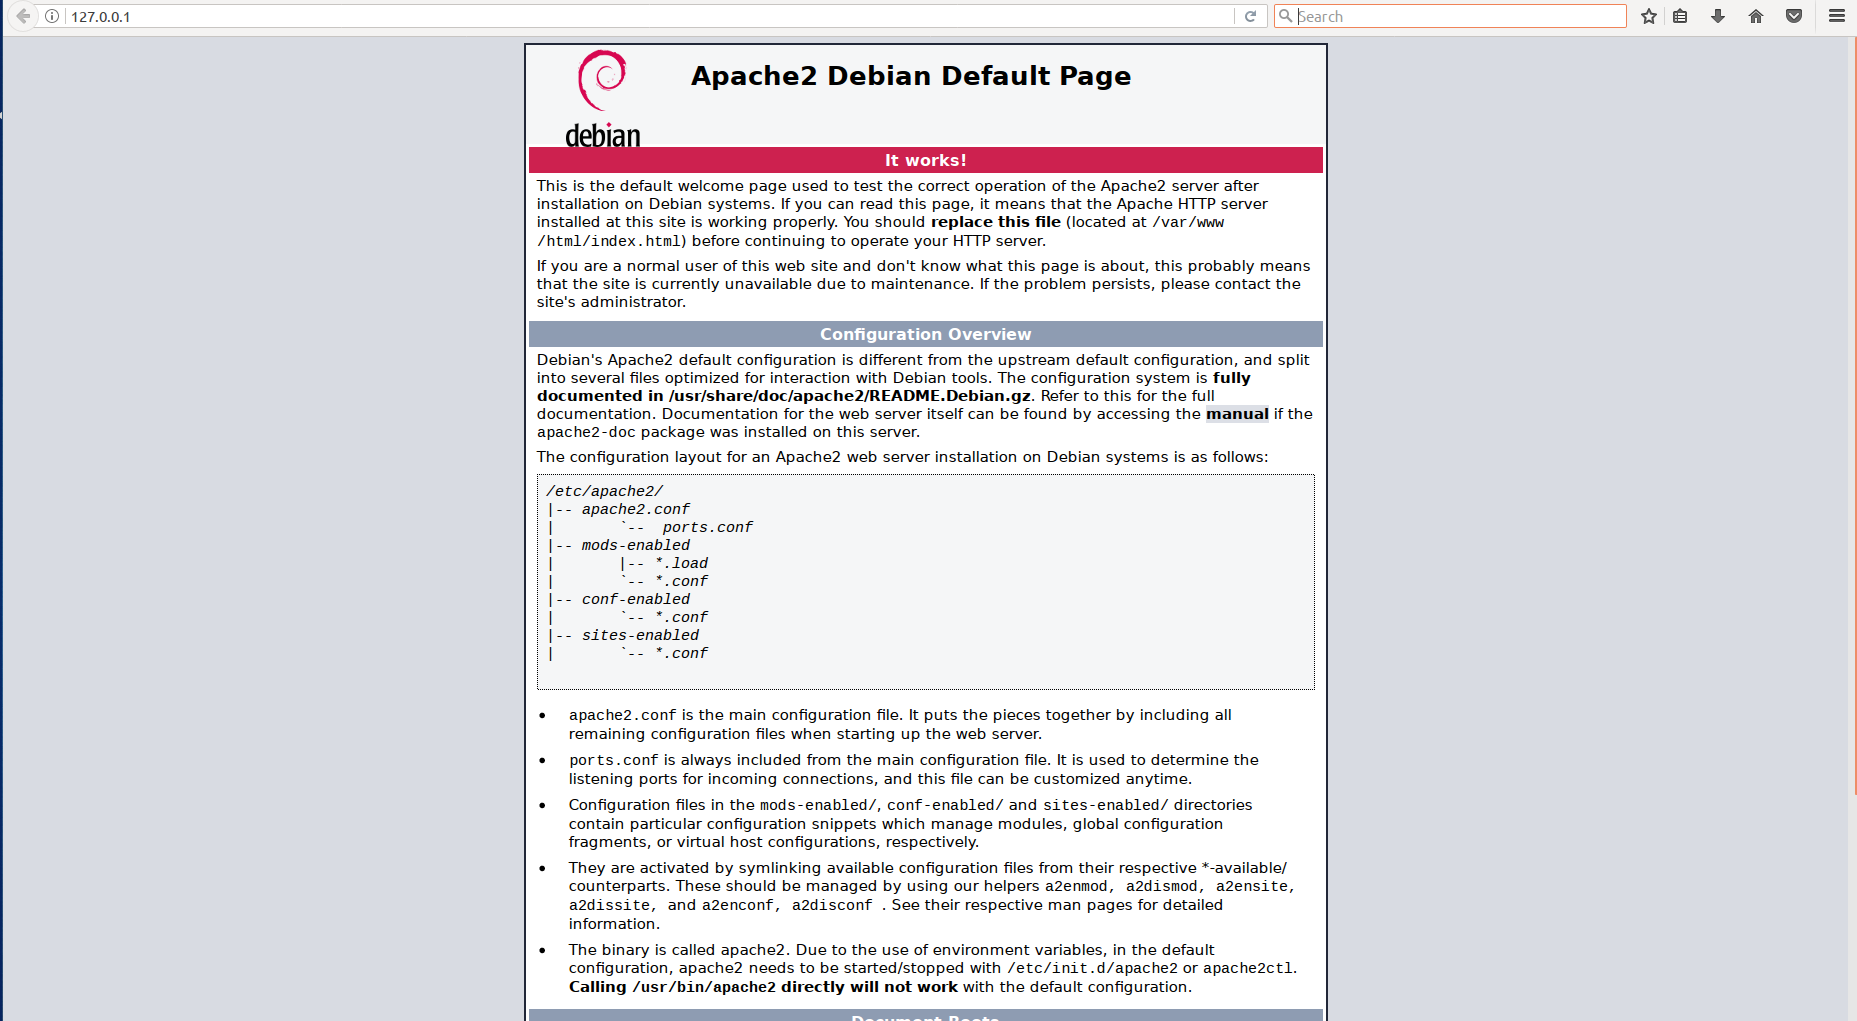 127.0.0.1
Search
Apache2 Debian Default Page
debian
It works!
This is the default welcome page used to test the correct operation of the Apache2 server after
installation on Debian systems. If you can read this page, it means that the Apache HTTP server
installed at this site is working properly. You should replace this file (located at /var/www
/html/index.html) before continuing to operate your HTTP server.
If you are a normal user of this web site and don't know what this page is about, this probably means
that the site is currently unavailable due to maintenance. If the problem persists, please contact the
site's administrator.
Configuration Overview
Debian's Apache2 default configuration is different from the upstream default configuration, and split
into several files optimized for interaction with Debian tools. The configuration system is fully
documented in /usr/share/doc/apache2/README.Debian.gz. Refer to this for the full
documentation. Documentation for the web server itself can be found by accessing the manual if the
apache2-doc package was installed on this server.
The configuration layout for an Apache2 web server installation on Debian systems is as follows:
/etc/apache2/
|-- apache2.conf
|       `--  ports.conf
|-- mods-enabled
|       |-- *.load
|       `-- *.conf
|-- conf-enabled
|       `-- *.conf
|-- sites-enabled
|       `-- *.conf
• apache2.conf is the main configuration file. It puts the pieces together by including all
remaining configuration files when starting up the web server.
• ports.conf is always included from the main configuration file. It is used to determine the
listening ports for incoming connections, and this file can be customized anytime.
• Configuration files in the mods-enabled/, conf-enabled/ and sites-enabled/ directories
contain particular configuration snippets which manage modules, global configuration
fragments, or virtual host configurations, respectively.
• They are activated by symlinking available configuration files from their respective *-available/
counterparts. These should be managed by using our helpers a2enmod, a2dismod, a2ensite,
a2dissite, and a2enconf, a2disconf . See their respective man pages for detailed
information.
• The binary is called apache2. Due to the use of environment variables, in the default
configuration, apache2 needs to be started/stopped with /etc/init.d/apache2 or apache2ctl.
Calling /usr/bin/apache2 directly will not work with the default configuration.
Document Roots